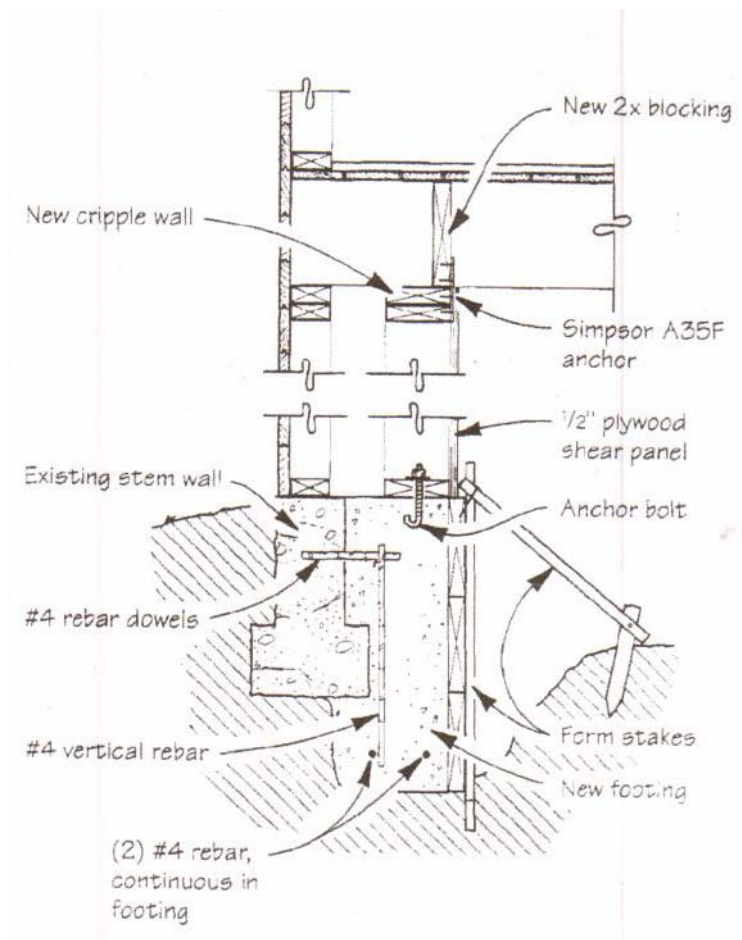 New 2x blocking
New cripple wall
Simpson A35F
anchor
1/2" plywood
shear panel
Existing stem wall
Anchor bolt
#4 rebar dowels
#4 vertical rebar
Form stakes
New footing
(2) #4 rebar,
continuous in
footing